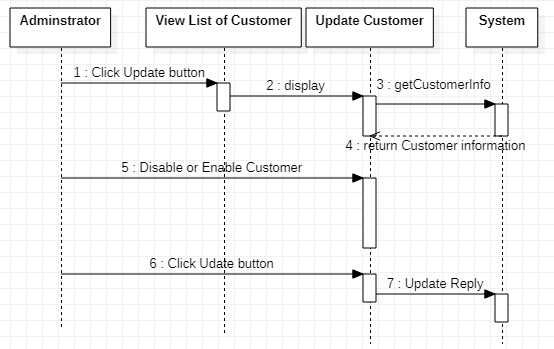 Adminstrator
View List of Customer
Update Customer
System
1 : Click Update button
2 : display
3 : getCustomerInfo
4 : return Customer information
5 : Disable or Enable Customer
6 : Click Udate button
7 : Update Reply